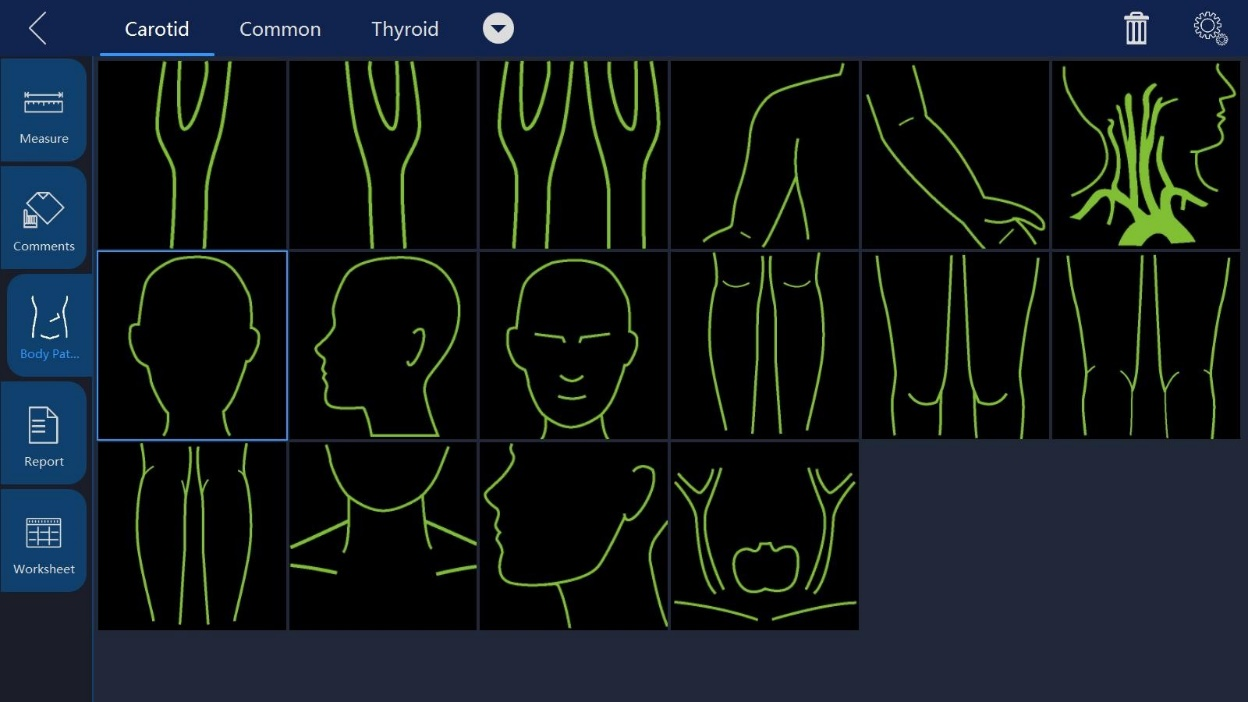 Carotid
Common
Thyroid
Measure
Comments
Body Pat...
Report
Worksheet